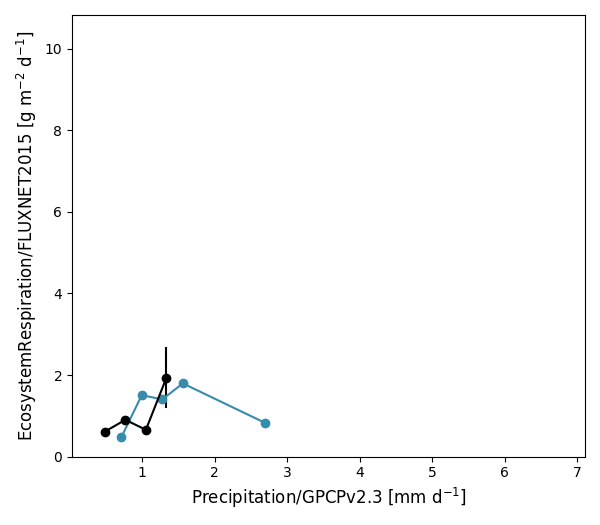 EcosystemRespiration/FLUXNET2015 [g m⁻² d⁻¹]
10
8
6
4
2
0
1 2 3 4 5 6 7
Precipitation/GPCPv2.3 [mm d⁻¹]